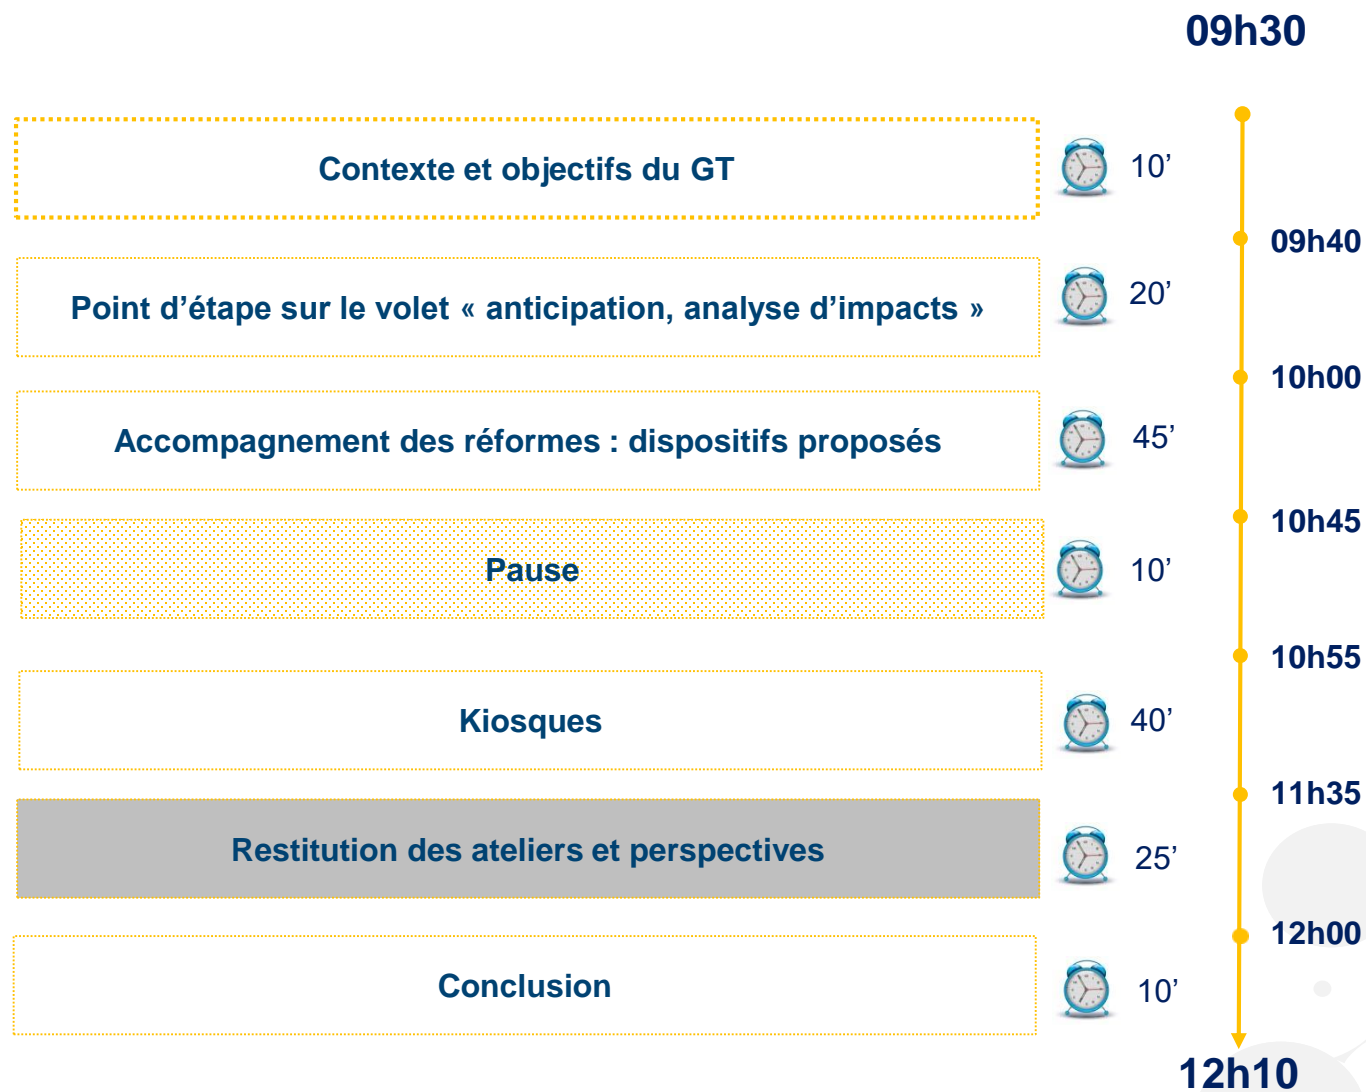 09h30
Contexte et objectifs du GT
10’
09h40
Point d’étape sur le volet « anticipation, analyse d’impacts »
20’
10h00
Accompagnement des réformes : dispositifs proposés
45’
10h45
Pause
10’
10h55
Kiosques
40’
11h35
Restitution des ateliers et perspectives
25’
12h00
Conclusion
10’
12h10